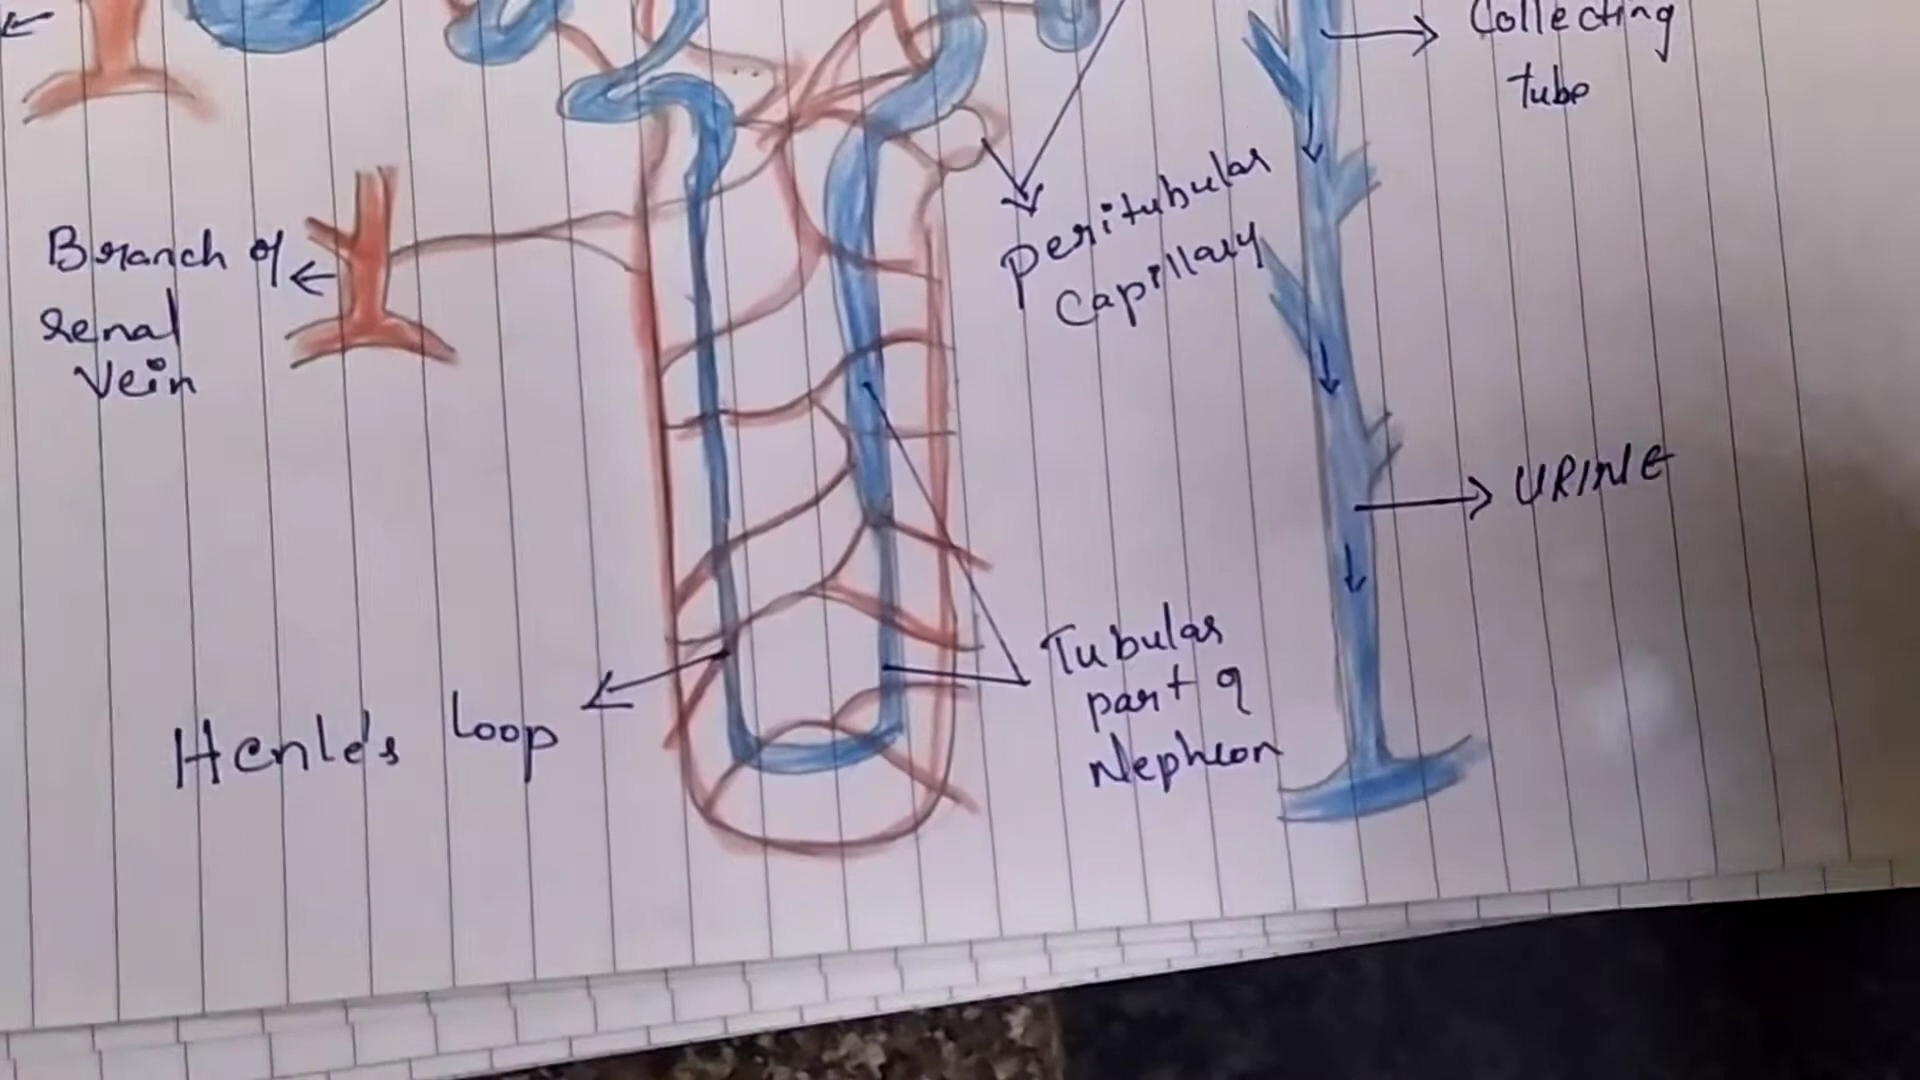 Collecting
tube
Branch of
renal
Vein
Peritubular
Capillary
URINE
Henle's Loop
Tubular
part of
Nephron